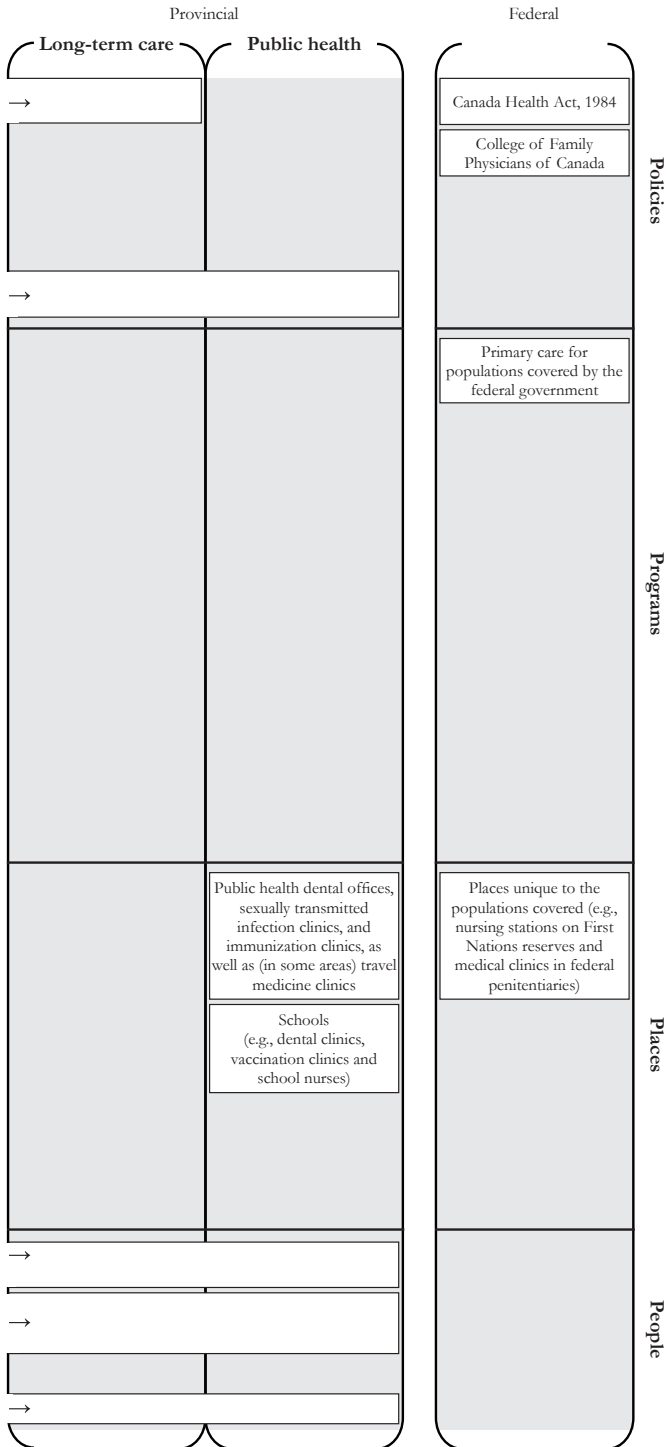 Provincial
Federal
Long-term care
Public health
→
Canada Health Act, 1984
College of Family
Physicians of Canada
→
Policies
Primary care for
populations covered by the
federal government
Programs
Public health dental offices,
sexually transmitted
infection clinics, and
immunization clinics, as
well as (in some areas) travel
medicine clinics
Schools
(e.g., dental clinics,
vaccination clinics and
school nurses)
Places unique to the
populations covered (e.g.,
nursing stations on First
Nations reserves and
medical clinics in federal
penitentiaries)
Places
→
→
→
People